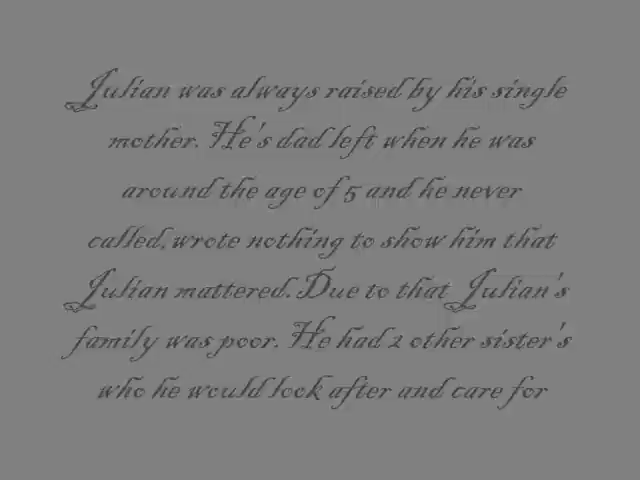 Julian was always raised by his single
mother. He's dad left when he was
around the age of 5 and he never
called, wrote nothing to show him that
Julian mattered. Due to that Julian's
family was poor. He had 2 other sister's
who he would look after and care for